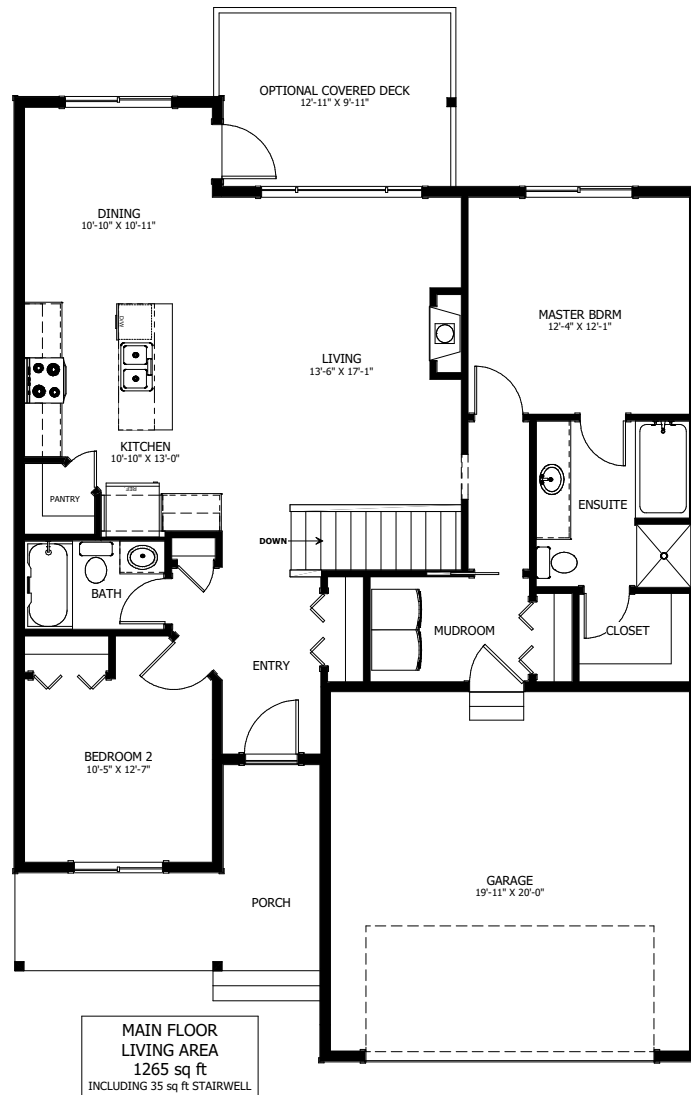 OPTIONAL COVERED DECK
12'-11" X 9'-11"
DINING
10'-10" X 10'-11"
MASTER BDRM
12'-4" X 12'-1"
D/W
LIVING
13'-6" X 17'-1"
KITCHEN
10'-10" X 13'-0"
PANTRY
REF
ENSUITE
DOWN
BATH
MUDROOM
CLOSET
ENTRY
BEDROOM 2
10'-5" X 12'-7"
PORCH
GARAGE
19'-11" X 20'-0"
MAIN FLOOR
LIVING AREA
1265 sq ft
INCLUDING 35 sq ft STAIRWELL